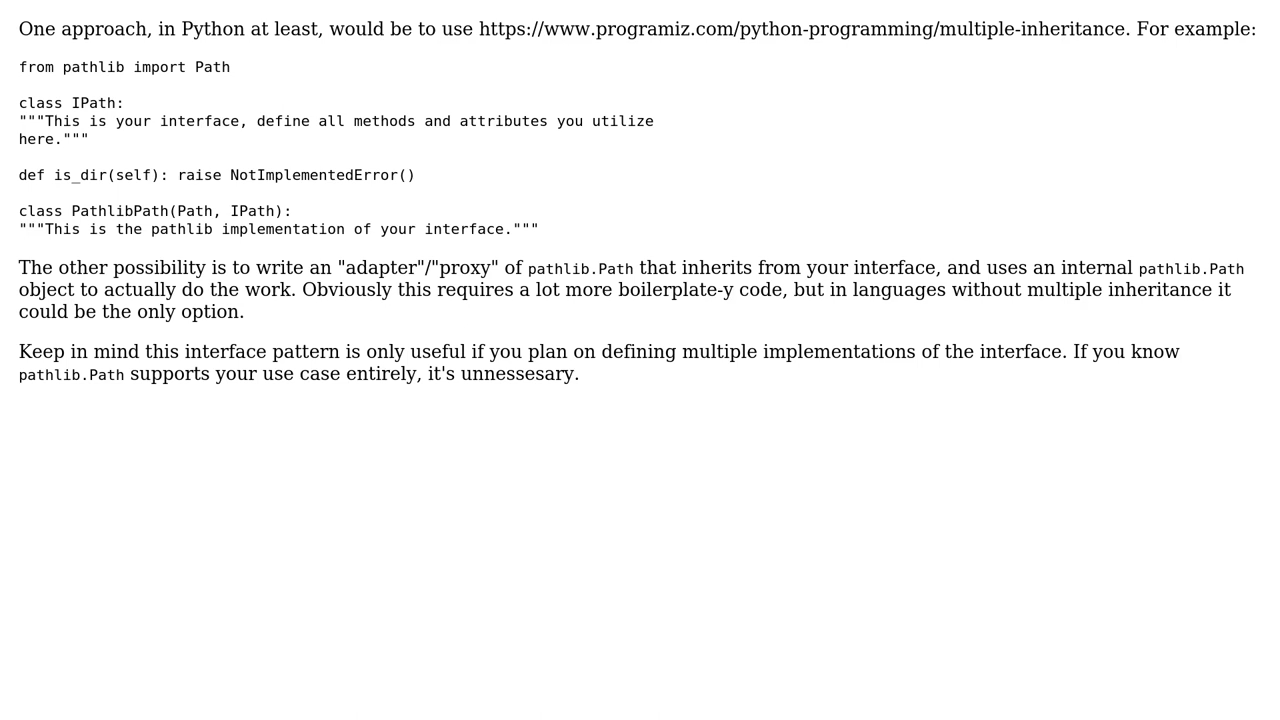 One approach, in Python at least, would be to use https://www.programiz.com/python-programming/multiple-inheritance. For example:
from pathlib import Path
class IPath:
"""This is your interface, define all methods and attributes you utilize
here."""
def is_dir(self): raise NotImplementedError()
class PathlibPath(Path, IPath):
"""This is the pathlib implementation of your interface."""
The other possibility is to write an "adapter"/"proxy" of pathlib.Path that inherits from your interface, and uses an internal pathlib.Path
object to actually do the work. Obviously this requires a lot more boilerplate-y code, but in languages without multiple inheritance it
could be the only option.
Keep in mind this interface pattern is only useful if you plan on defining multiple implementations of the interface. If you know
pathlib.Path supports your use case entirely, it's unnessesary.